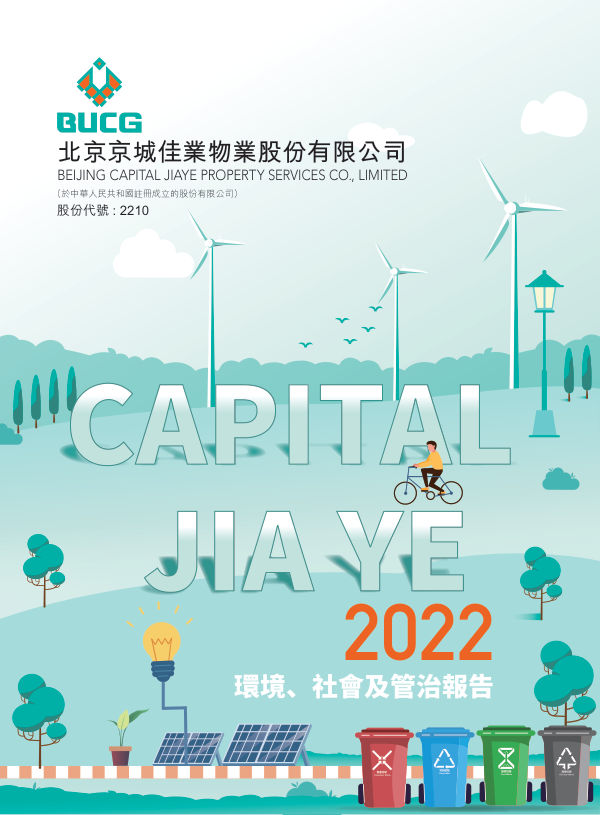 BUCG
北京京城佳業物業股份有限公司
BEIJING CAPITAL JIAYE PROPERTY SERVICES CO., LIMITED
（於中華人民共和國註冊成立的股份有限公司）
股份代號 : 2210
CAPITAL
JIA YE
2022
環境、社會及管治報告